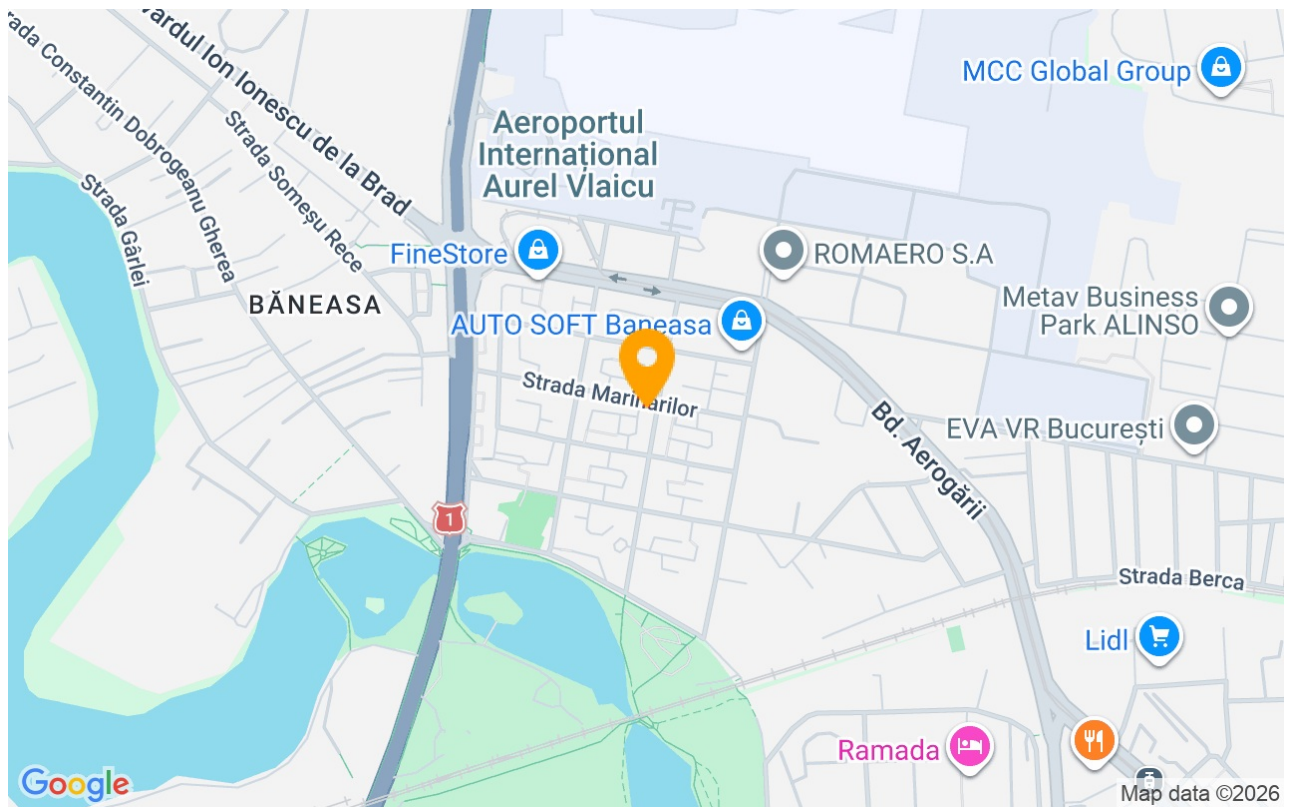 vardul Ion Ionescu de la Brad
rada Constantin Dobrogeanu Gherea
Strada Someșu Rece
Strada Gârlei
BĂNEASA
Aeroportul
Internațional
Aurel Vlaicu
MCC Global Group
FineStore
ROMAERO S.A
AUTO SOFT Baneasa
Metav Business
Park ALINSO
Strada Marinarilor
Bd. Aerogării
EVA VR București
1
Strada Berca
Lidl
Ramada
Google
Map data ©2026